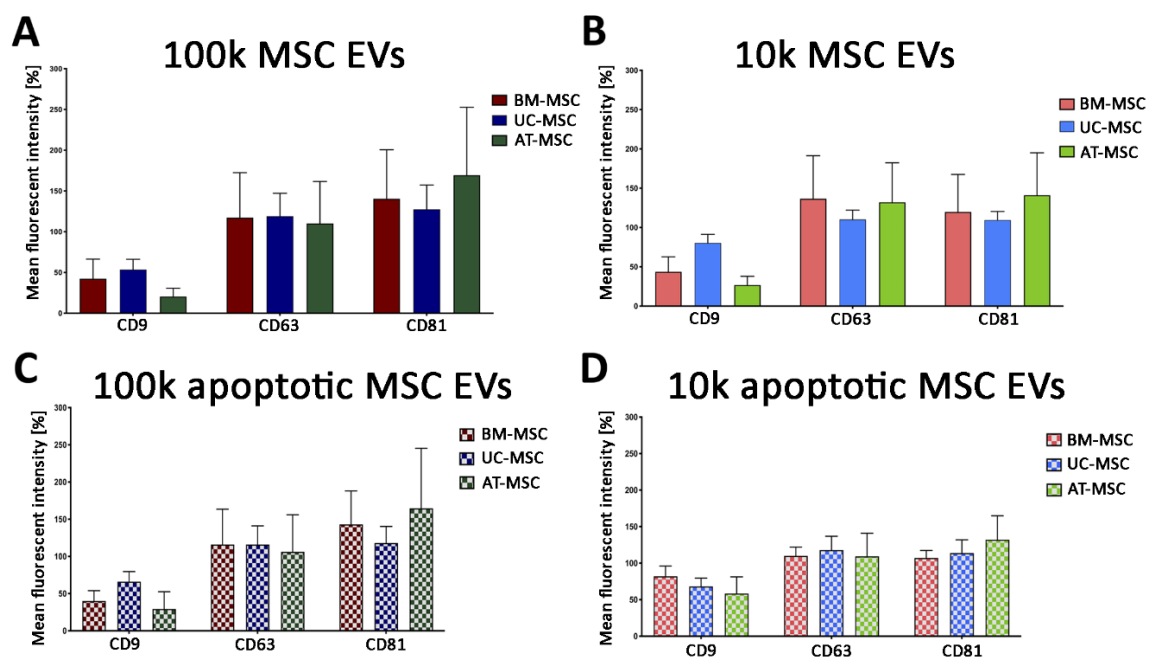 A
100k MSC EVs
Mean fluorescent intensity [%]
300
250
200
150
100
50
0
CD9
CD63
CD81
BM-MSC
UC-MSC
AT-MSC
B
10k MSC EVs
Mean fluorescent intensity [%]
300
250
200
150
100
50
0
CD9
CD63
CD81
BM-MSC
UC-MSC
AT-MSC
C
100k apoptotic MSC EVs
Mean fluorescent intensity [%]
300
250
200
150
100
50
0
CD9
CD63
CD81
BM-MSC
UC-MSC
AT-MSC
D
10k apoptotic MSC EVs
Mean fluorescent intensity [%]
300
250
200
150
100
50
0
CD9
CD63
CD81
BM-MSC
UC-MSC
AT-MSC